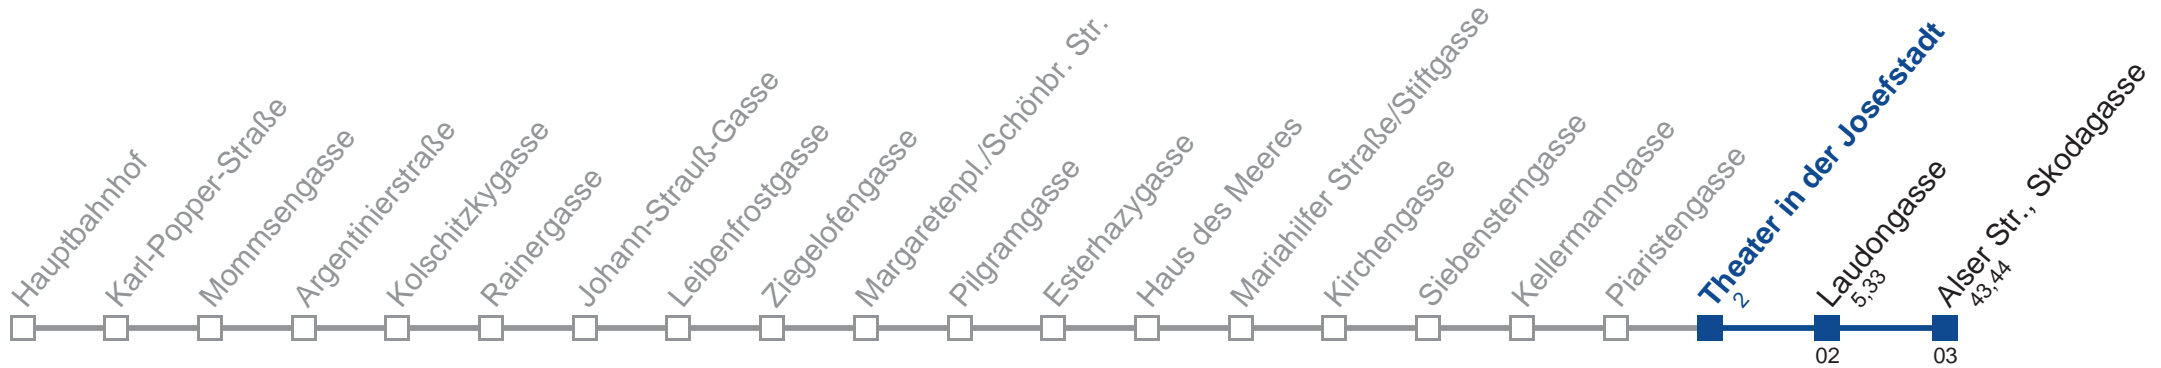 Hauptbahnhof
Karl-Popper-Straße
Mommsengasse
Argentinierstraße
Kolschitzkygasse
Rainergasse
Johann-Strauß-Gasse
Leibenfrostgasse
Ziegelofengasse
Margaretenpl./Schönbr. Str.
Pilgramgasse
Esterhazygasse
Haus des Meeres
Mariahilfer Straße/Stiftgasse
Kirchengasse
Siebensterngasse
Kellermanngasse
Piaristengasse
Theater in der Josefstadt
2
Laudongasse
5,33
Alser Str., Skodagasse
43,44
02
03